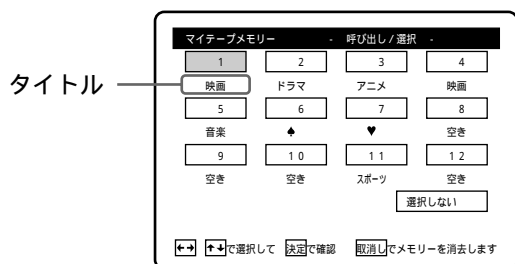 マイテープメモリー - 呼び出し / 選択 -
1 2 3 4
タイトル
映画 ドラマ アニメ 映画
5 6 7 8
音楽 ♠ ♥ 空き
9 10 11 12
空き 空き スポーツ 空き
選択しない
←→ ↑↓で選択して 決定で確認 取消しでメモリーを消去します